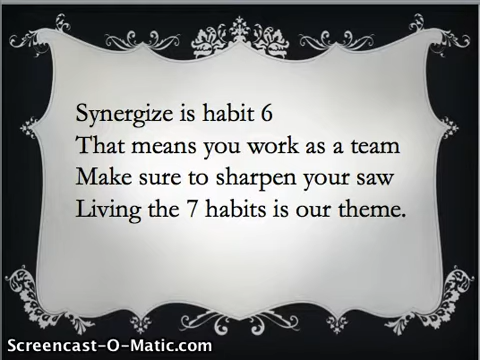 Synergize is habit 6
That means you work as a team
Make sure to sharpen your saw
Living the 7 habits is our theme.
Screencast-O-Matic.com